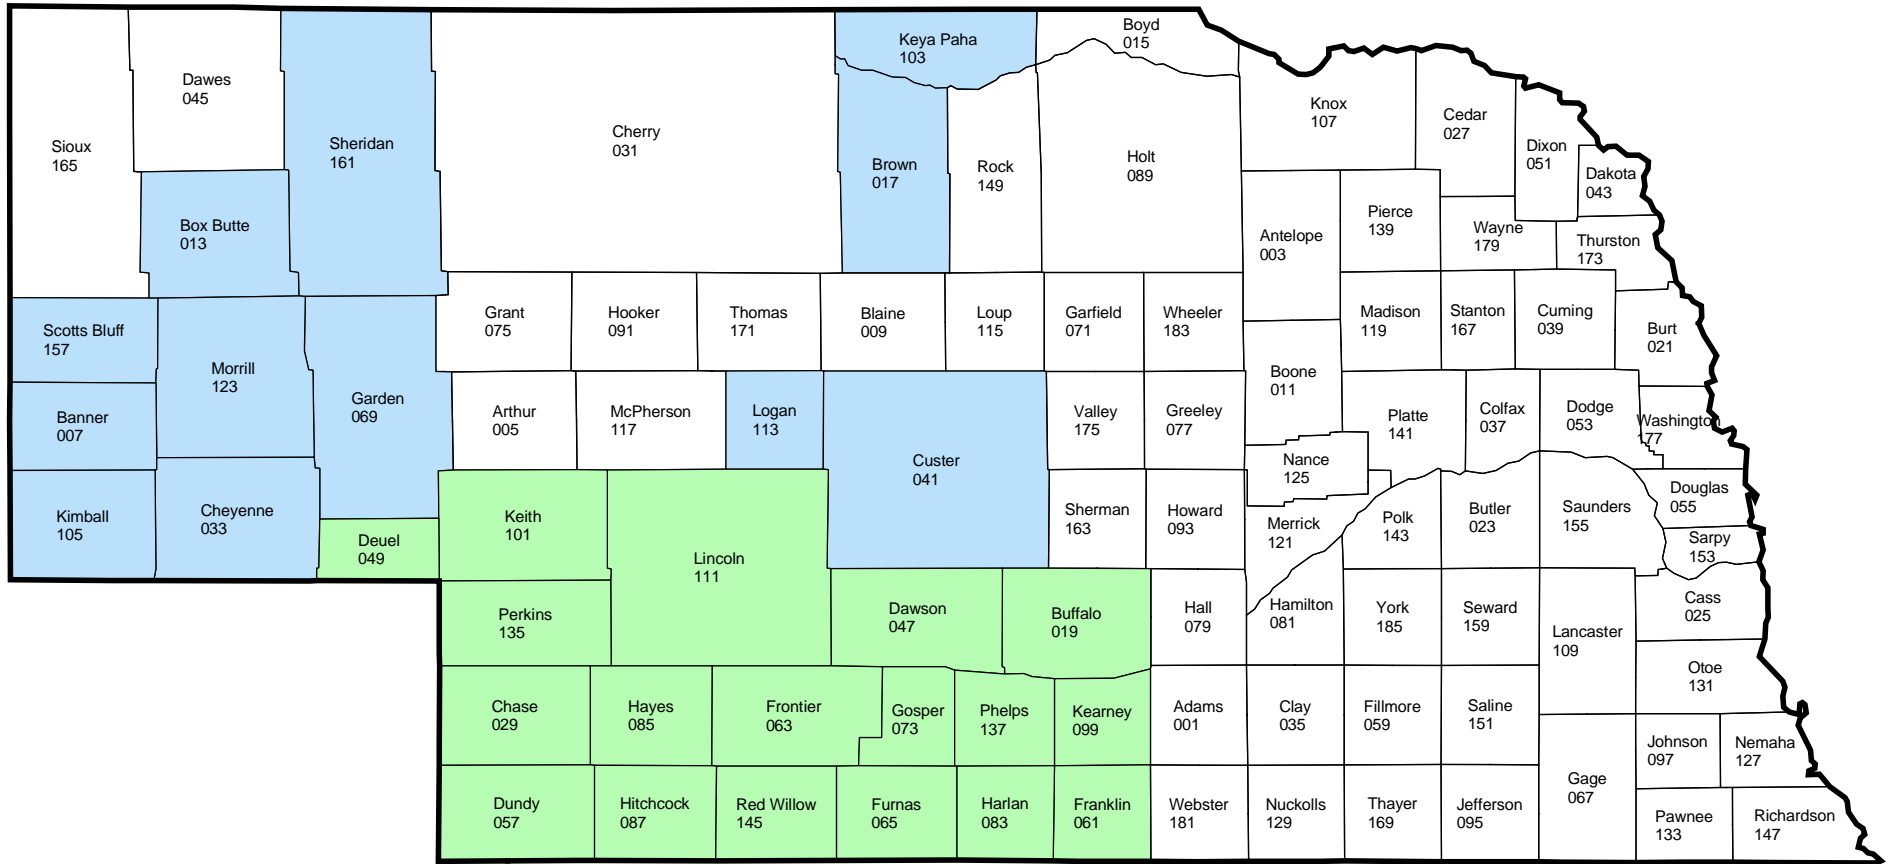 Sioux
165
Dawes
045
Sheridan
161
Box Butte
013
Cherry
031
Keya Paha
103
Boyd
015
Brown
017
Rock
149
Holt
089
Knox
107
Cedar
027
Dixon
051
Dakota
043
Antelope
003
Pierce
139
Wayne
179
Thurston
173
Scotts Bluff
157
Morrill
123
Garden
069
Banner
007
Kimball
105
Cheyenne
033
Deuel
049
Grant
075
Hooker
091
Thomas
171
Blaine
009
Loup
115
Garfield
071
Wheeler
183
Madison
119
Stanton
167
Cuming
039
Burt
021
Boone
011
Arthur
005
McPherson
117
Logan
113
Custer
041
Valley
175
Greeley
077
Platte
141
Colfax
037
Dodge
053
Washington
177
Nance
125
Keith
101
Lincoln
111
Sherman
163
Howard
093
Merrick
121
Polk
143
Butler
023
Saunders
155
Douglas
055
Sarpy
153
Perkins
135
Dawson
047
Buffalo
019
Hall
079
Hamilton
081
York
185
Seward
159
Lancaster
109
Cass
025
Otoe
131
Chase
029
Hayes
085
Frontier
063
Gosper
073
Phelps
137
Kearney
099
Adams
001
Clay
035
Fillmore
059
Saline
151
Johnson
097
Nemaha
127
Gage
067
Dundy
057
Hitchcock
087
Red Willow
145
Furnas
065
Harlan
083
Franklin
061
Webster
181
Nuckolls
129
Thayer
169
Jefferson
095
Pawnee
133
Richardson
147